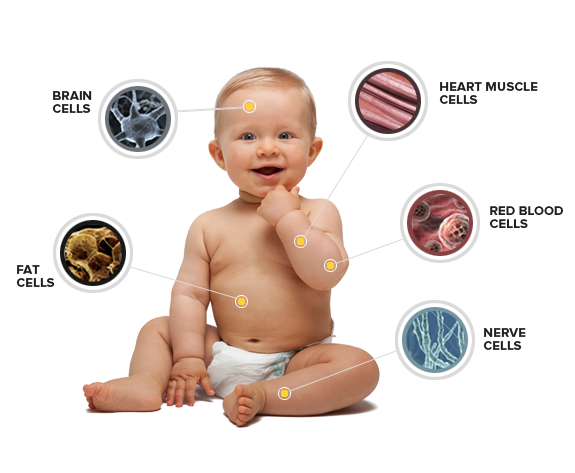 BRAIN
CELLS
HEART MUSCLE
CELLS
RED BLOOD
CELLS
FAT
CELLS
NERVE
CELLS